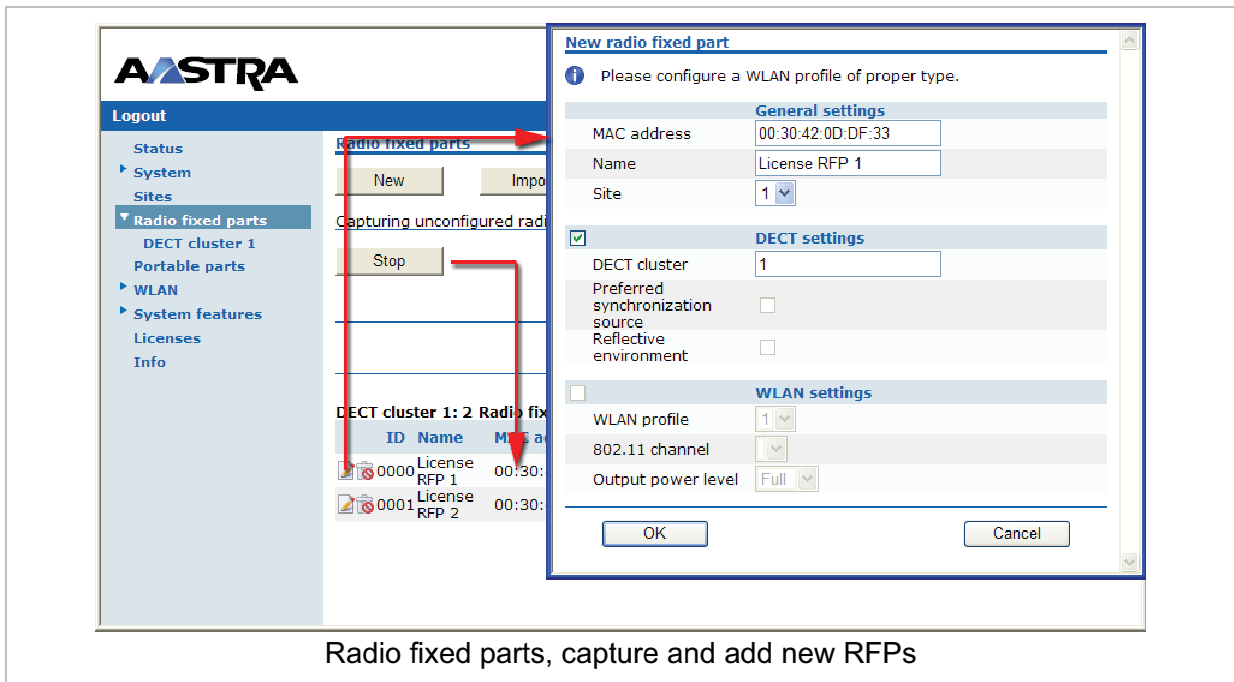 AASTRA
Logout
Status
System
Sites
Radio fixed parts
DECT cluster 1
Portable parts
WLAN
System features
Licenses
Info
Radio fixed parts
New
Impo
Capturing unconfigured radi
Stop
DECT cluster 1: 2 Radio fix
ID Name MAC ad
0000 License RFP 1 00:30:
0001 License RFP 2 00:30:
New radio fixed part
Please configure a WLAN profile of proper type.
General settings
MAC address 00:30:42:0D:DF:33
Name License RFP 1
Site 1
DECT settings
DECT cluster 1
Preferred
synchronization
source
Reflective
environment
WLAN settings
WLAN profile 1
802.11 channel
Output power level Full
OK Cancel
Radio fixed parts, capture and add new RFPs